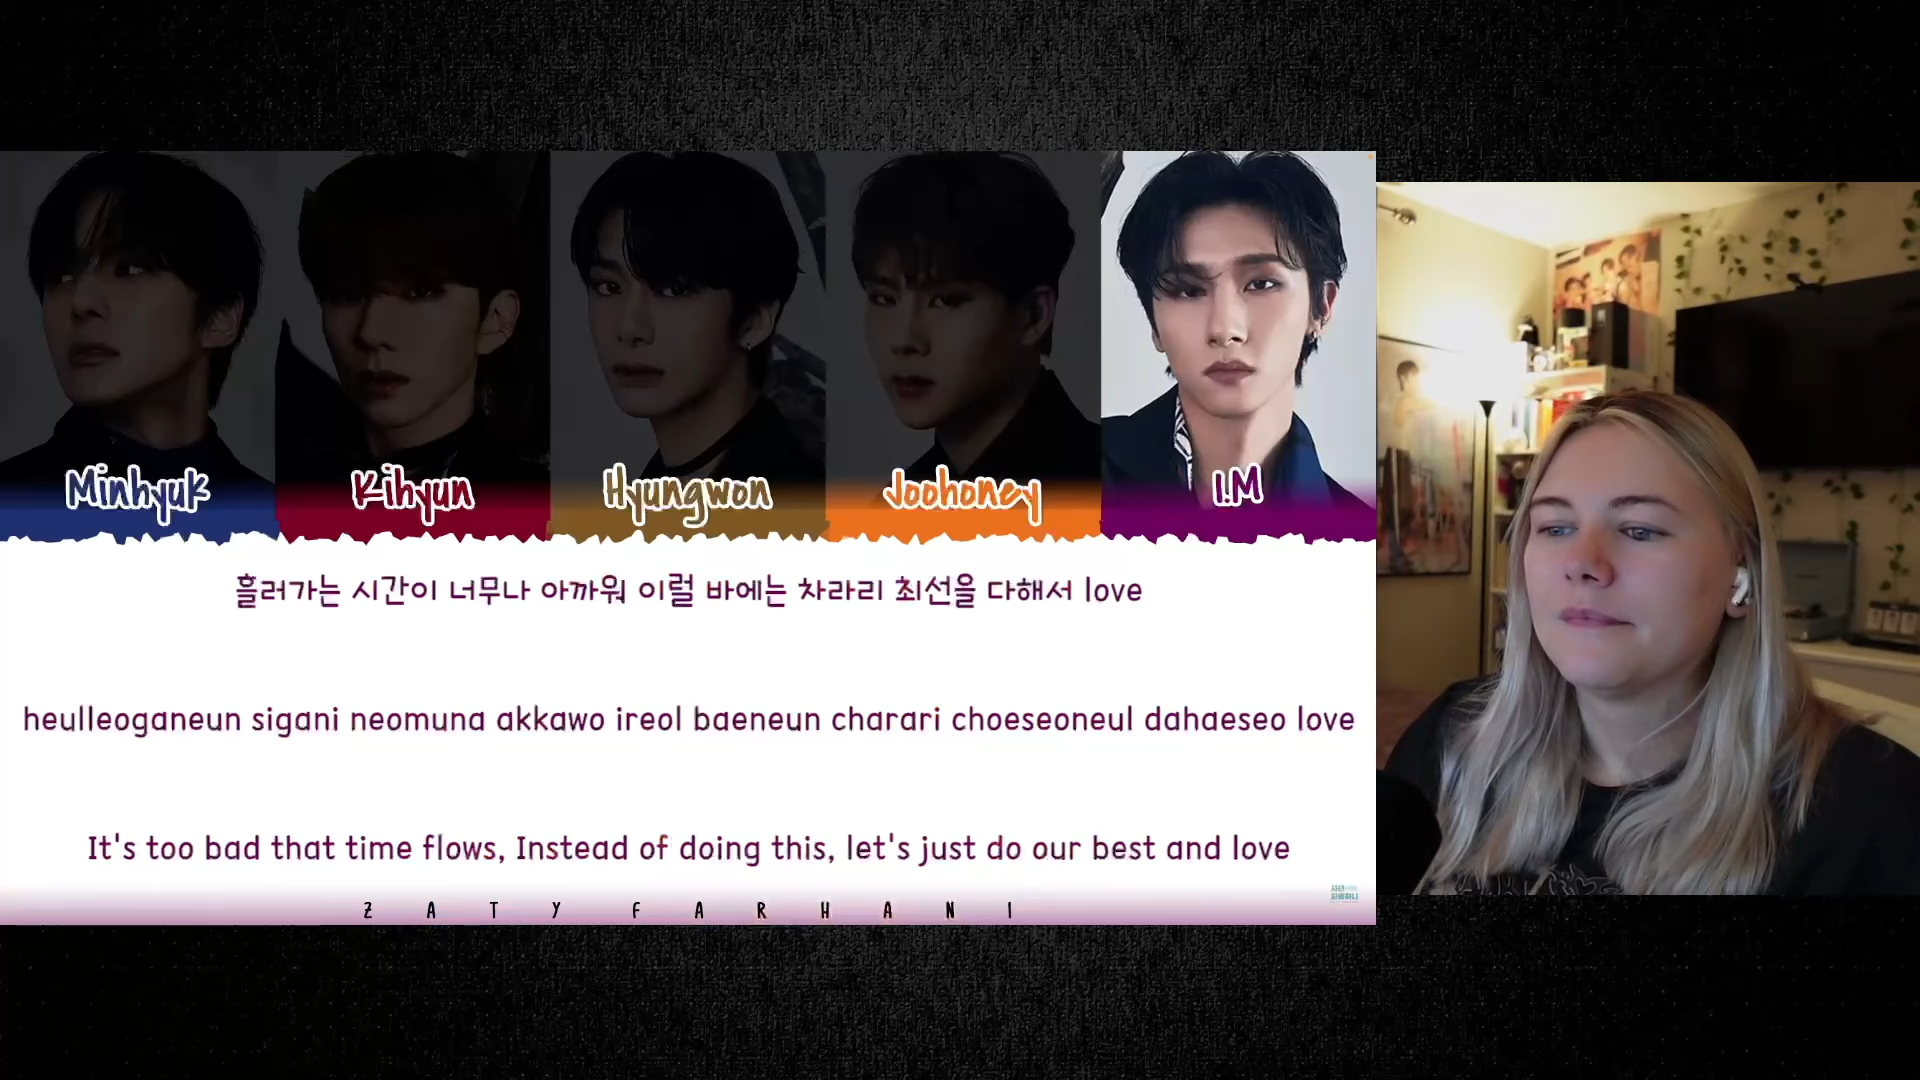 Minhyuk
Kihyun
Hyungwon
Joohoney
I.M
흘러가는 시간이 너무나 아까워 이럴 바에는 차라리 최선을 다해서 love
heulleoganeun sigani neomuna akkawo ireol baeneun charari choeseoneul dahaeseo love
It's too bad that time flows, Instead of doing this, let's just do our best and love
ZATY FARHANI